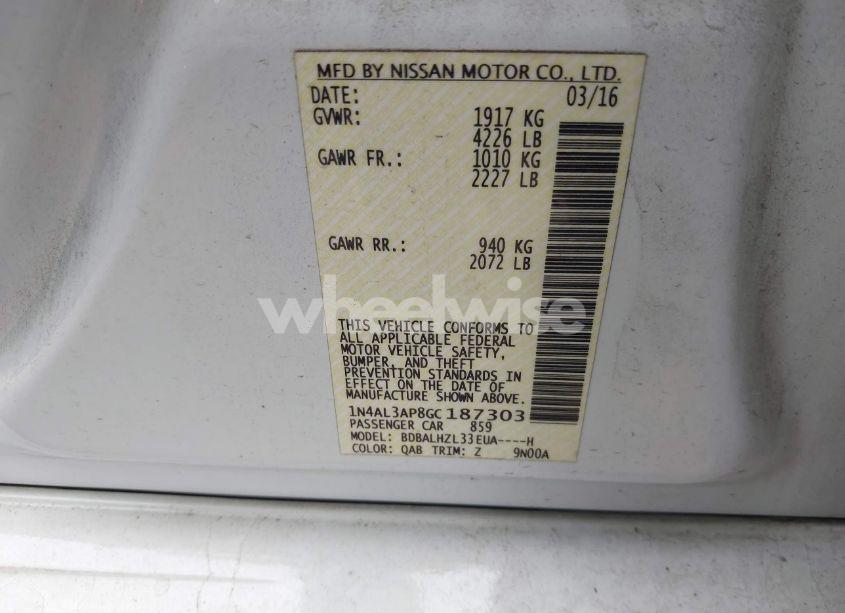 MFD BY NISSAN MOTOR CO., LTD.
DATE: 03/16
GVWR: 1917 KG
4226 LB
GAWR FR.: 1010 KG
2227 LB
GAWR RR.: 940 KG
2072 LB
wheelwise
THIS VEHICLE CONFORMS TO
ALL APPLICABLE FEDERAL
MOTOR VEHICLE SAFETY,
BUMPER, AND THEFT
PREVENTION STANDARDS IN
EFFECT ON THE DATE OF
MANUFACTURE SHOWN ABOVE.
1N4AL3AP8GC187303
PASSENGER CAR 859
MODEL: BDBALHZL33EUA----H
COLOR: QAB TRIM: Z 9N00A